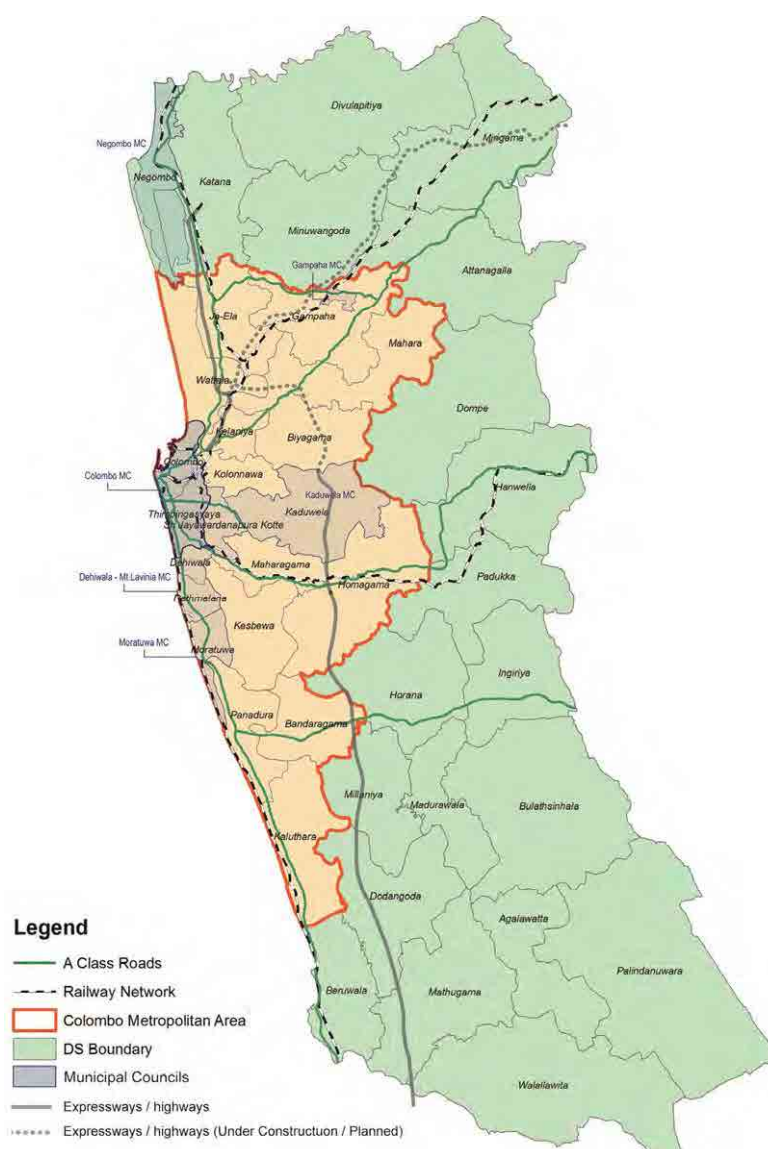 Divulapitiya
Mirigama
Negombo MC
Negombo
Katana
Minuwangoda
Attanagalla
Gampaha MC
Ja-Ela
Gampaha
Mahara
Wattala
Dompe
Kelaniya
Biyagama
Colombo
Kolonnawa
Colombo MC
Hanwella
Kaduwela MC
Kaduwela
Thimbirigasyaya
Sri Jayawardanapura Kotte
Dehiwala
Maharagama
Dehiwala - Mt Lavinia MC
Homagama
Padukka
Rathmalana
Kesbewa
Moratuwa MC
Moratuwa
Ingiriya
Horana
Panadura
Bandaragama
Millaniya
Madurawala
Bulathsinhala
Kaluthara
Dodangoda
Agalawatta
Palindanuwara
Beruwala
Mathugama
Walallawita
Legend
A Class Roads
Railway Network
Colombo Metropolitan Area
DS Boundary
Municipal Councils
Expressways / highways
Expressways / highways (Under Constructuon / Planned)